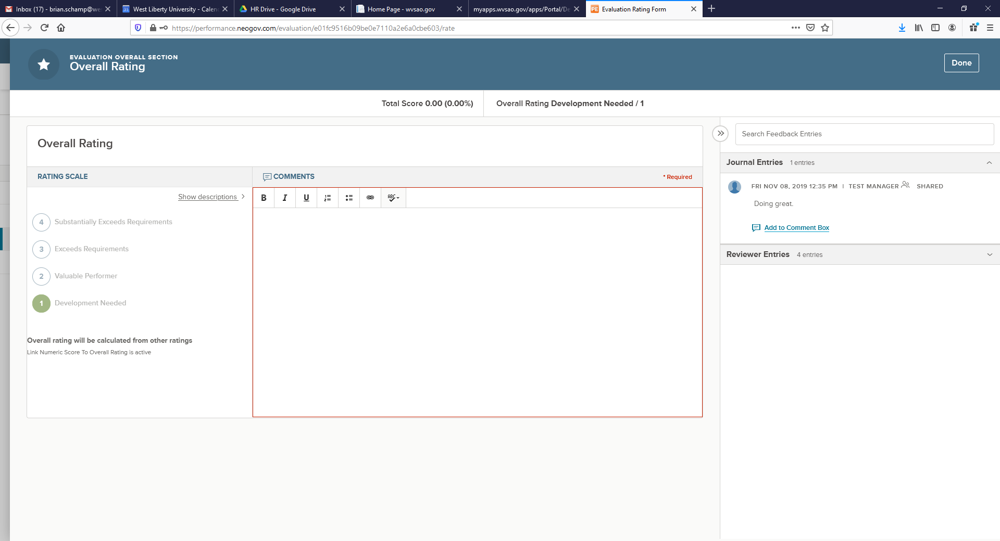 Inbox (17) - brian.schamp@we
West Liberty University - Calen
HR Drive - Google Drive
Home Page - wvsao.gov
myapps.wvsao.gov/apps/Portal/De
PE Evaluation Rating Form
https://performance.neogov.com/evaluation/e01fc9516b09be0e7110a2e6a0cbe603/rate
EVALUATION OVERALL SECTION
Overall Rating
Done
Total Score 0.00 (0.00%)
Overall Rating Development Needed / 1
Overall Rating
RATING SCALE
COMMENTS
* Required
Show descriptions
B I U ABC
4 Substantially Exceeds Requirements
3 Exceeds Requirements
2 Valuable Performer
1 Development Needed
Overall rating will be calculated from other ratings
Link Numeric Score To Overall Rating is active
Search Feedback Entries
Journal Entries 1 entries
FRI NOV 08, 2019 12:35 PM | TEST MANAGER SHARED
Doing great.
Add to Comment Box
Reviewer Entries 4 entries